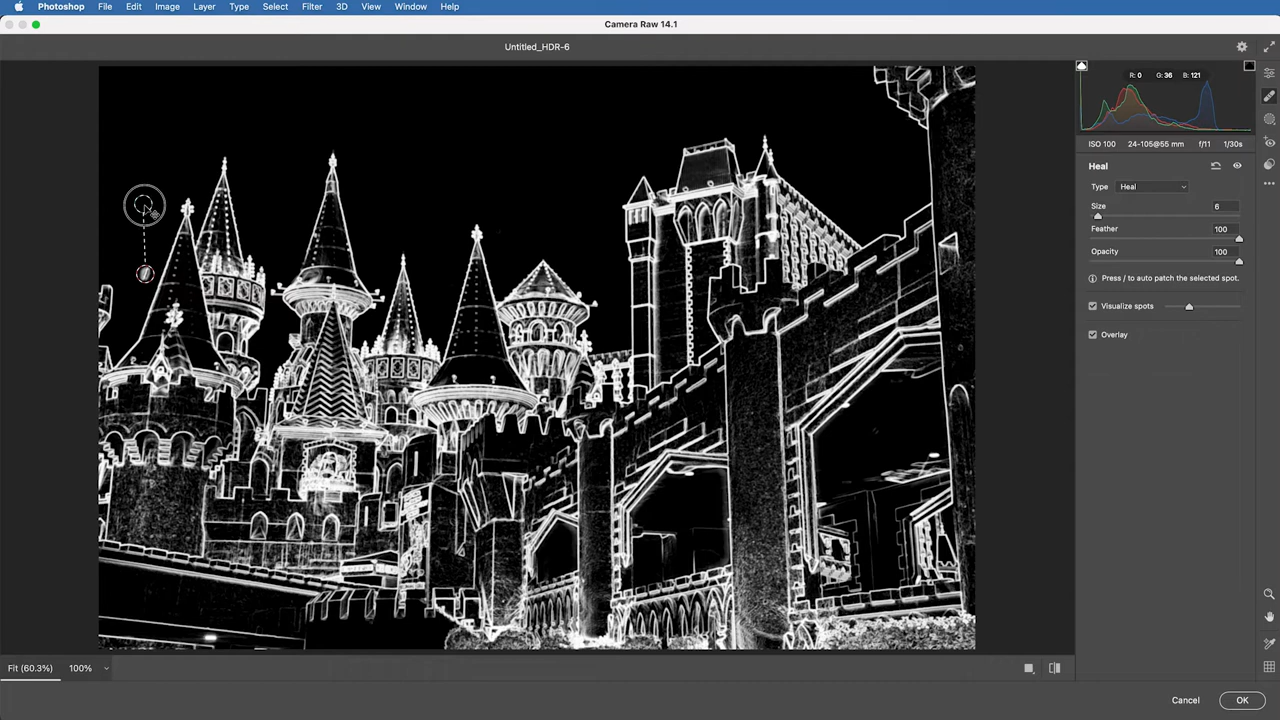 Photoshop File Edit Image Layer Type Select Filter 3D View Window Help
Camera Raw 14.1
Untitled_HDR-6
R: 0 G: 36 B: 121
ISO 100 24-105@55 mm f/11 1/30s
Heal
Type Heal
Size 6
Feather 100
Opacity 100
Press / to auto patch the selected spot.
Visualize spots
Overlay
Fit (60.3%) 100%
Cancel OK